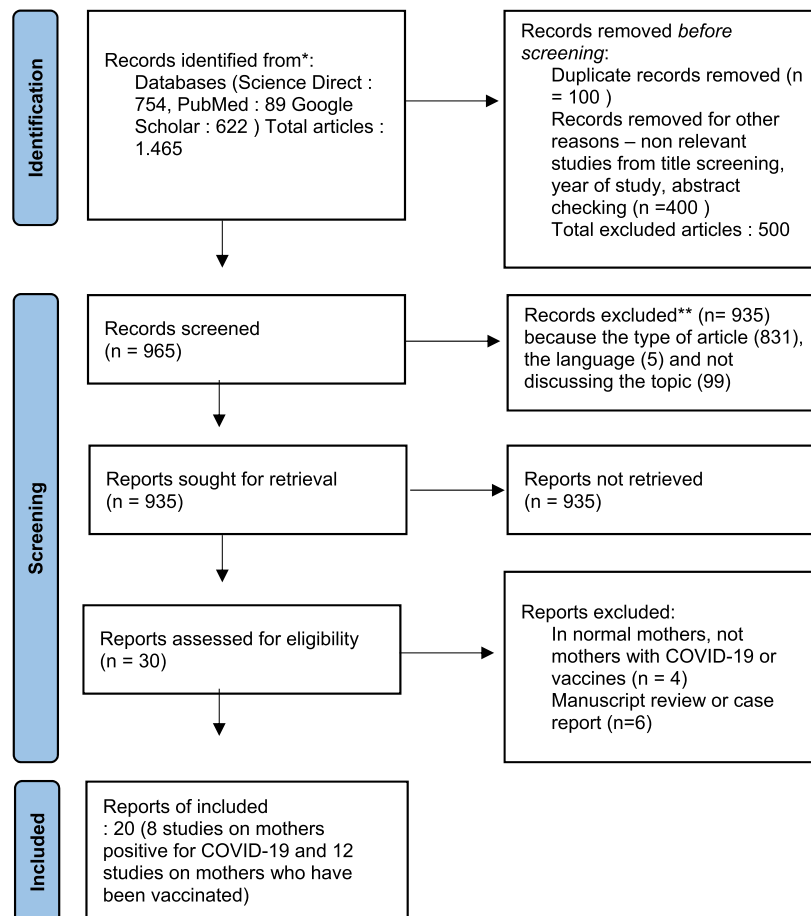 Identification
Records identified from*:
Databases (Science Direct :
754, PubMed : 89 Google
Scholar : 622 ) Total articles :
1.465
Records removed before
screening:
Duplicate records removed (n
= 100 )
Records removed for other
reasons – non relevant
studies from title screening,
year of study, abstract
checking (n =400 )
Total excluded articles : 500
Screening
Records screened
(n = 965)
Records excluded** (n= 935)
because the type of article (831),
the language (5) and not
discussing the topic (99)
Reports sought for retrieval
(n = 935)
Reports not retrieved
(n = 935)
Reports assessed for eligibility
(n = 30)
Reports excluded:
In normal mothers, not
mothers with COVID-19 or
vaccines (n = 4)
Manuscript review or case
report (n=6)
Included
Reports of included
: 20 (8 studies on mothers
positive for COVID-19 and 12
studies on mothers who have
been vaccinated)